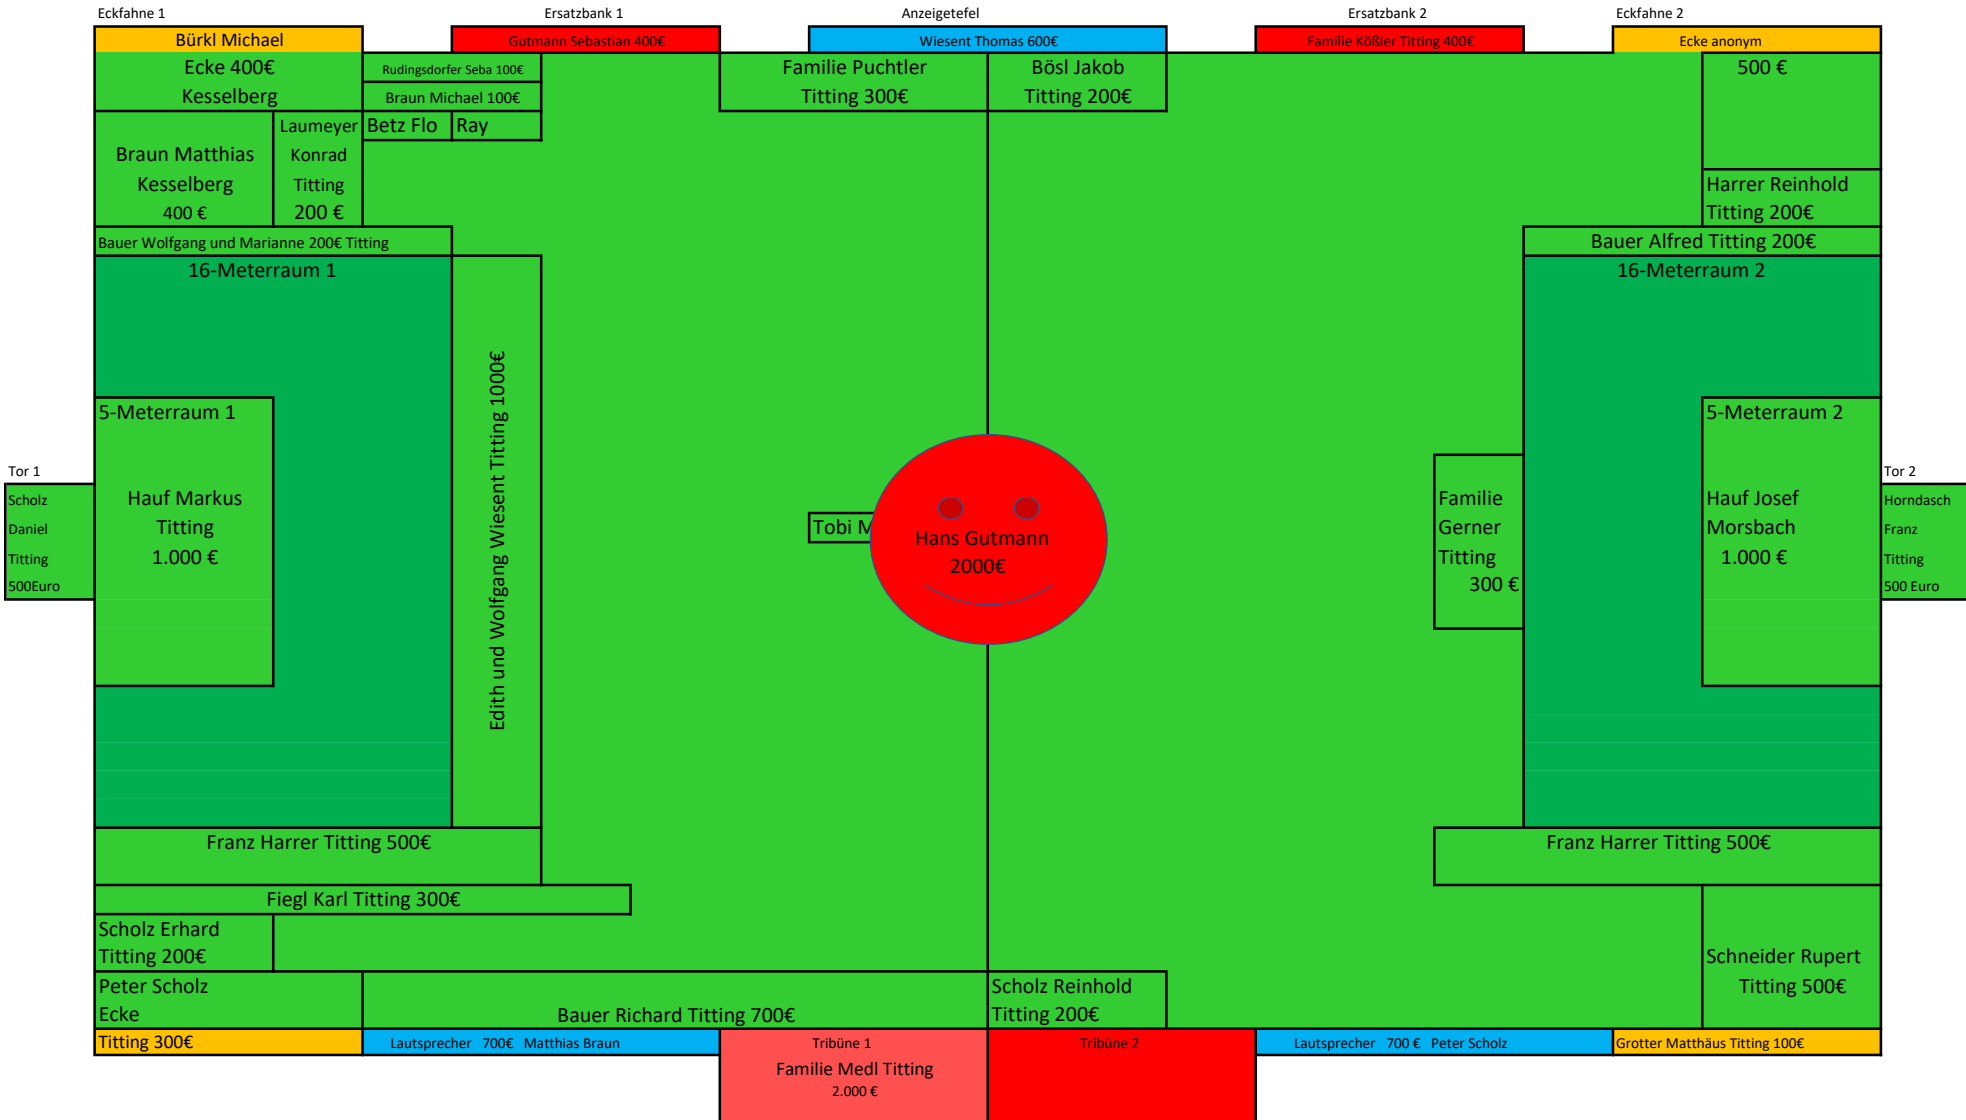 Eckfahne 1
Ersatzbank 1
Anzeigetefel
Ersatzbank 2
Eckfahne 2
Bürkl Michael
Gutmann Sebastian 400€
Wiesent Thomas 600€
Familie Kößler Titting 400€
Ecke anonym
Ecke 400€
Kesselberg
Rudingsdorfer Seba 100€
Braun Michael 100€
Familie Puchtler
Titting 300€
Bösl Jakob
Titting 200€
500 €
Braun Matthias
Kesselberg
400 €
Laumeyer
Konrad
Titting
200 €
Betz Flo
Ray
Harrer Reinhold
Titting 200€
Bauer Wolfgang und Marianne 200€ Titting
Bauer Alfred Titting 200€
16-Meterraum 1
16-Meterraum 2
Edith und Wolfgang Wiesent Titting 1000€
5-Meterraum 1
5-Meterraum 2
Tor 1
Scholz
Daniel
Titting
500Euro
Hauf Markus
Titting
1.000 €
Tobi M
Hans Gutmann
2000€
Familie
Gerner
Titting
300 €
Hauf Josef
Morsbach
1.000 €
Tor 2
Horndasch
Franz
Titting
500 Euro
Franz Harrer Titting 500€
Franz Harrer Titting 500€
Fiegl Karl Titting 300€
Scholz Erhard
Titting 200€
Schneider Rupert
Titting 500€
Peter Scholz
Ecke
Titting 300€
Bauer Richard Titting 700€
Scholz Reinhold
Titting 200€
Lautsprecher 700€ Matthias Braun
Tribüne 1
Familie Medl Titting
2.000 €
Tribüne 2
Lautsprecher 700 € Peter Scholz
Grotter Matthäus Titting 100€